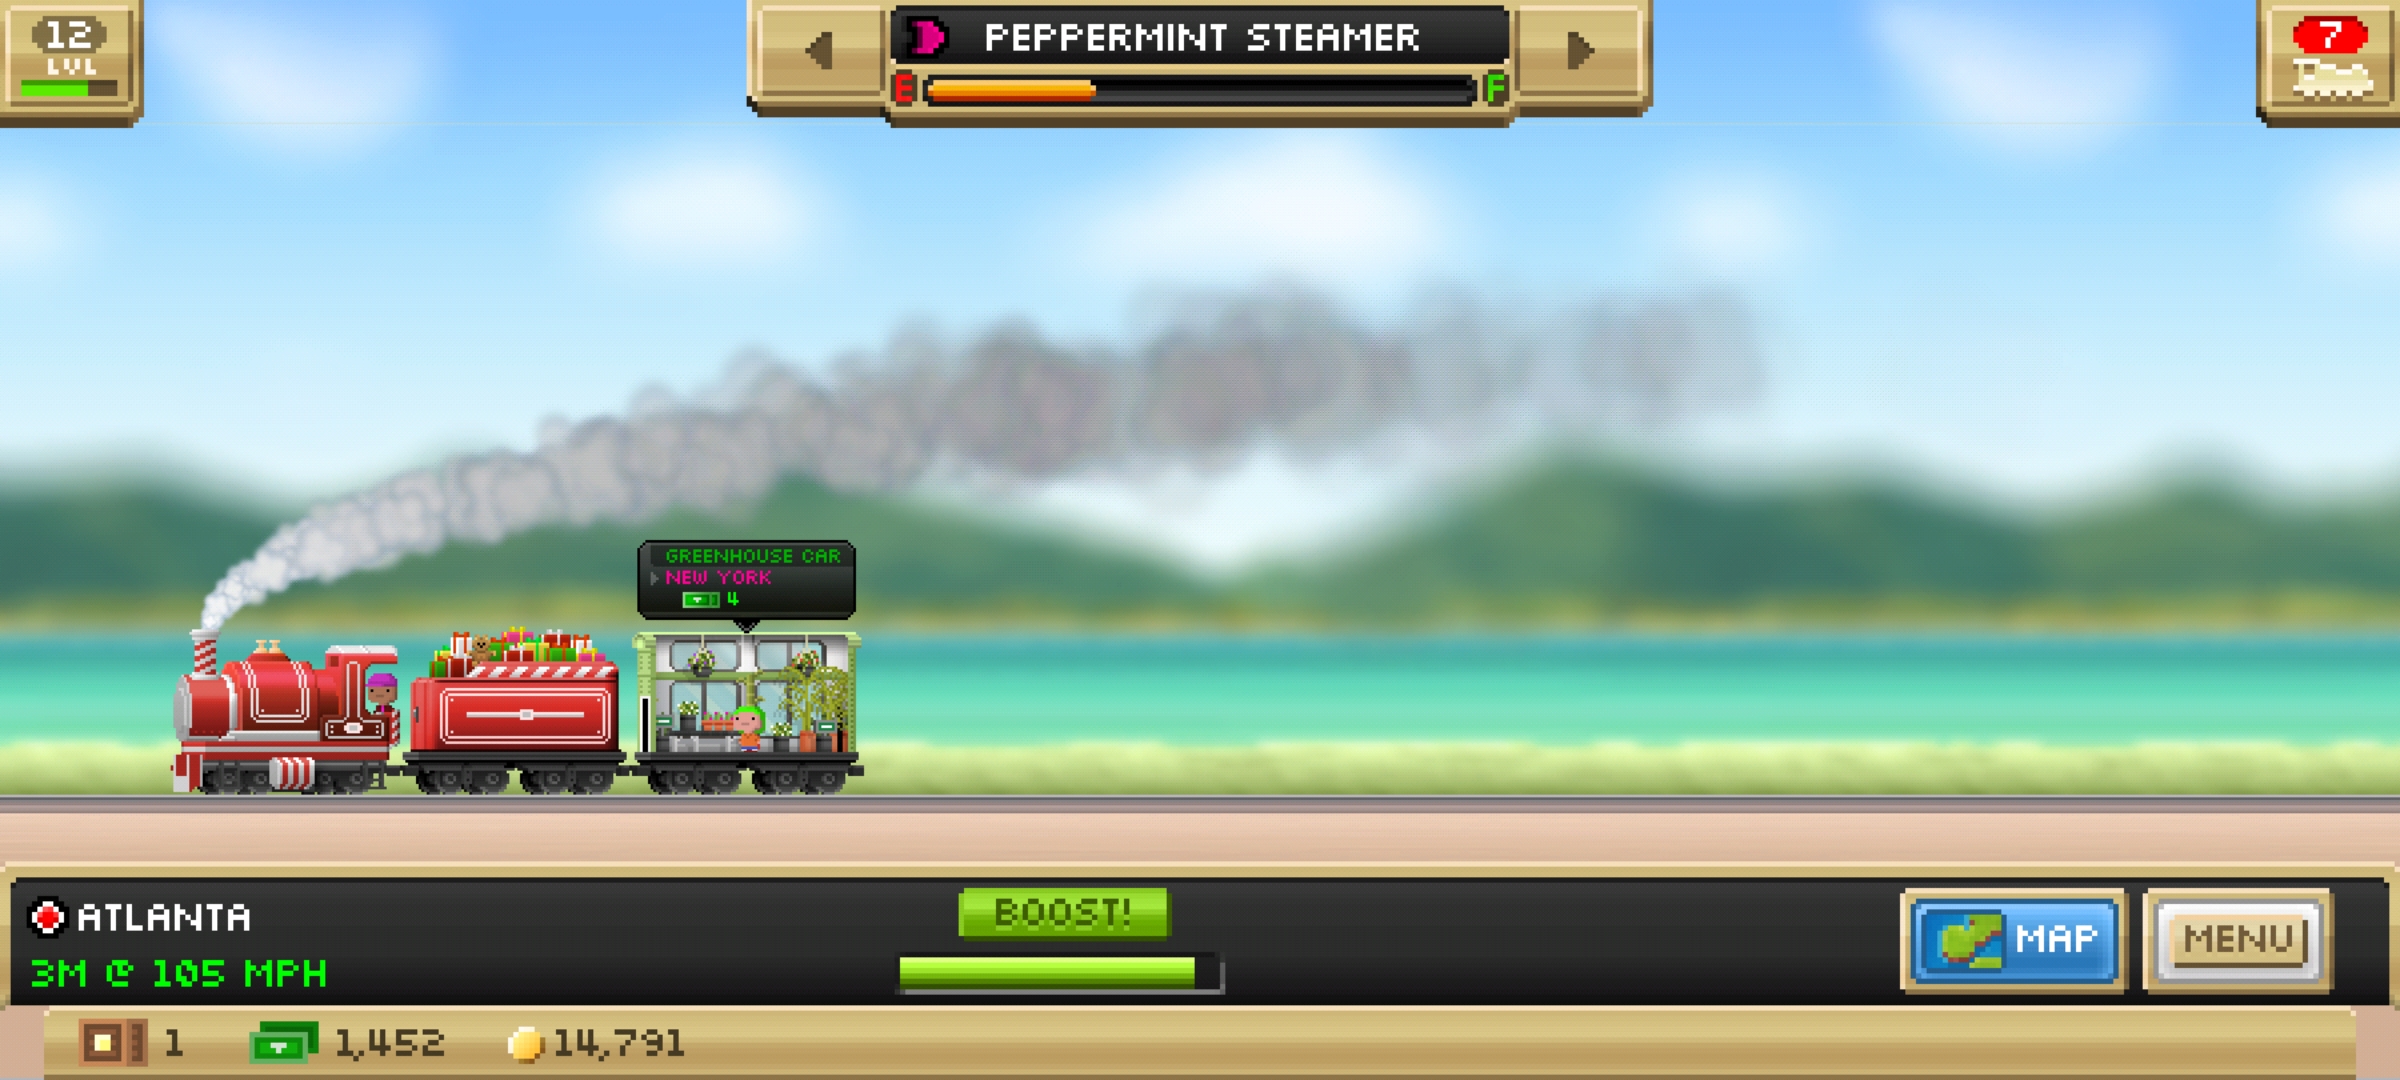 12
LVL
PEPPERMINT STEAMER
E F
7
GREENHOUSE CAR
NEW YORK
4
ATLANTA
3M @ 105 MPH
BOOST!
MAP
MENU
1
1,452
14,791